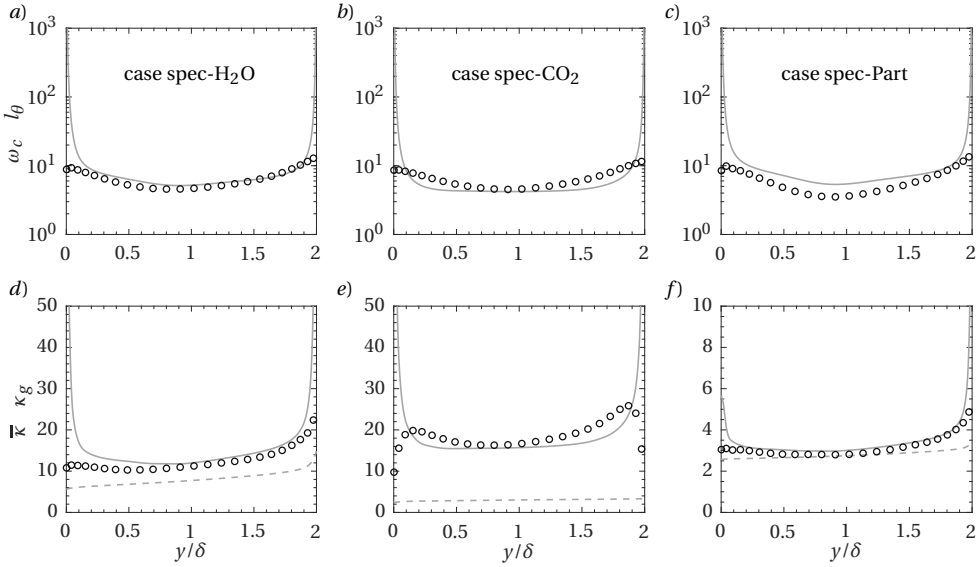 a) b) c)
10³ 10³ 10³
case spec-H₂O case spec-CO₂ case spec-Part
10² 10² 10²
ω_c l_θ
10¹ 10¹ 10¹
10⁰ 10⁰ 10⁰
0 0.5 1 1.5 2 0 0.5 1 1.5 2 0 0.5 1 1.5 2
d) e) f)
50 50 10
40 40 8
30 30 6
κ̅ κ_g
20 20 4
10 10 2
0 0 0
0 0.5 1 1.5 2 0 0.5 1 1.5 2 0 0.5 1 1.5 2
y/δ y/δ y/δ